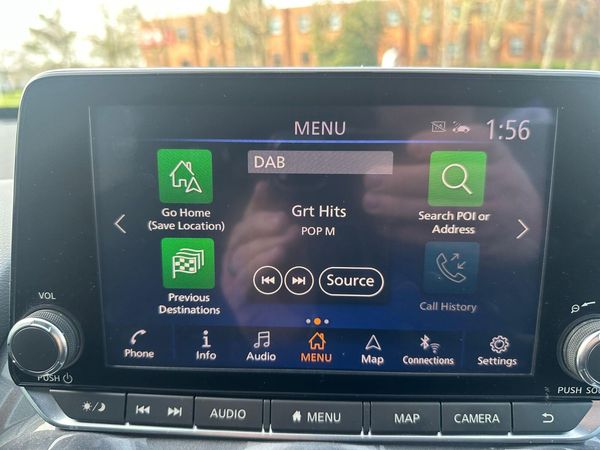 MENU
1:56
DAB
Go Home
(Save Location)
Grt Hits
POP M
Search POI or
Address
Source
Previous
Destinations
Call History
VOL
Phone
Info
Audio
MENU
Map
Connections
Settings
PUSH
AUDIO
MENU
MAP
CAMERA
PUSH